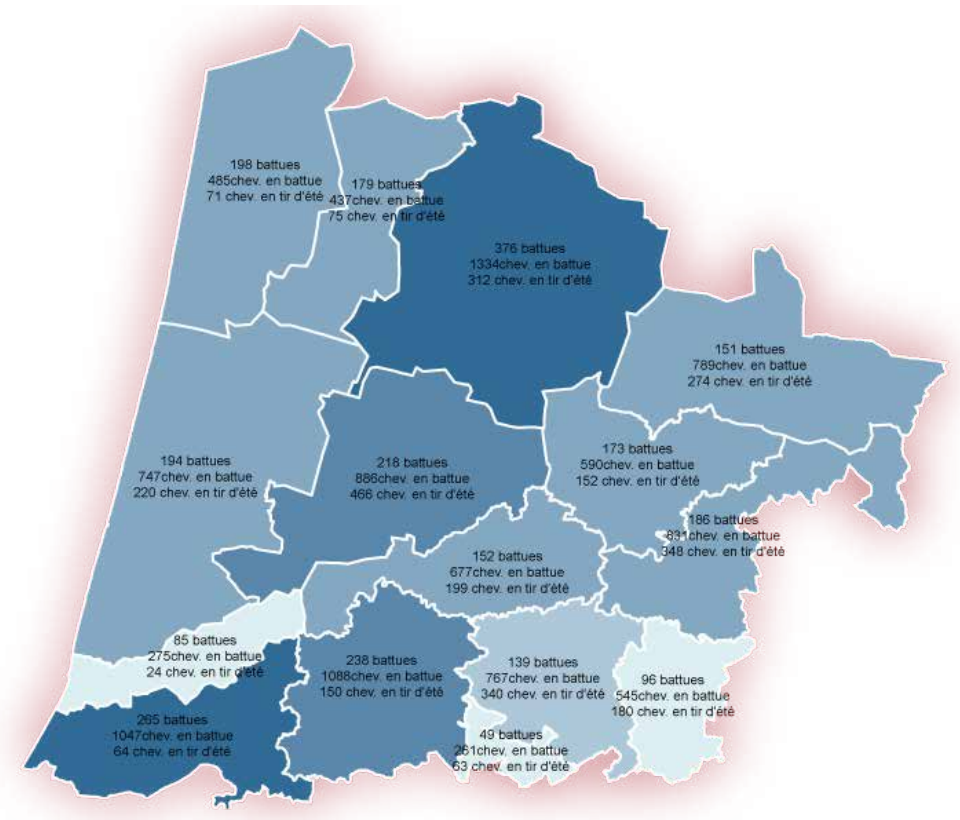 198 battues
485chev. en battue
71 chev. en tir d'été
179 battues
437chev. en battue
75 chev. en tir d'été
376 battues
1334chev. en battue
312 chev. en tir d'été
151 battues
789chev. en battue
274 chev. en tir d'été
194 battues
747chev. en battue
220 chev. en tir d'été
218 battues
886chev. en battue
466 chev. en tir d'été
173 battues
590chev. en battue
152 chev. en tir d'été
186 battues
831chev. en battue
348 chev. en tir d'été
152 battues
677chev. en battue
199 chev. en tir d'été
85 battues
275chev. en battue
24 chev. en tir d'été
238 battues
1088chev. en battue
150 chev. en tir d'été
139 battues
767chev. en battue
340 chev. en tir d'été
96 battues
545chev. en battue
180 chev. en tir d'été
265 battues
1047chev. en battue
64 chev. en tir d'été
49 battues
261chev. en battue
63 chev. en tir d'été